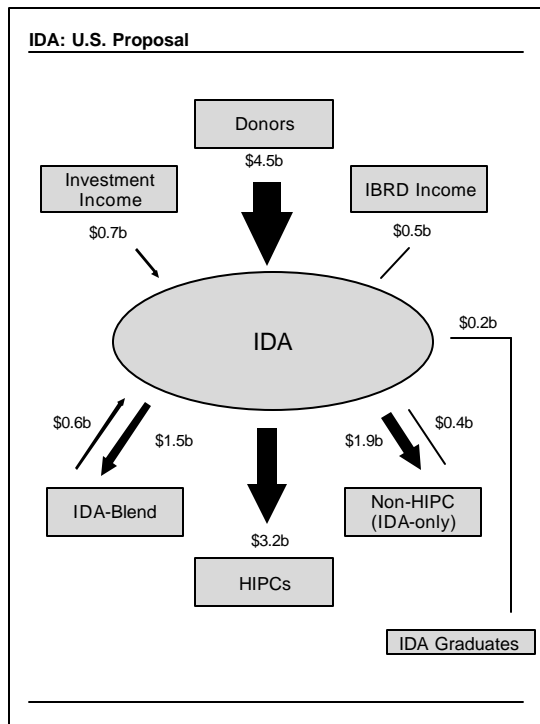 IDA: U.S. Proposal
Donors
$4.5b
Investment
Income
$0.7b
IBRD Income
$0.5b
IDA
$0.2b
$0.6b
$1.5b
$1.9b
$0.4b
IDA-Blend
Non-HIPC
(IDA-only)
$3.2b
HIPCs
IDA Graduates